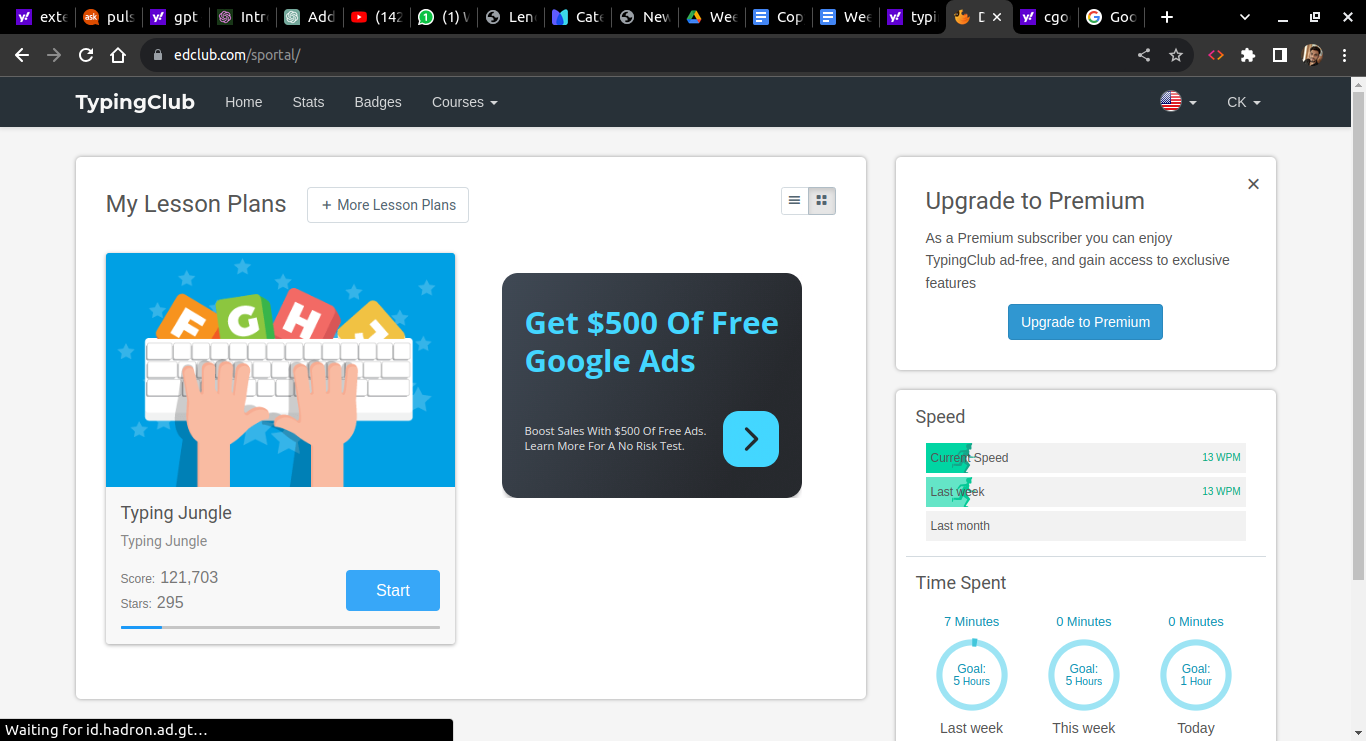 exte
puls
gpt
Intr
Add
(142
(1) W
Len
Cate
New
Wee
Cop
Wee
typi
D
cgo
Goo
edclub.com/sportal/
TypingClub Home Stats Badges Courses CK
My Lesson Plans
+ More Lesson Plans
F G H J
Typing Jungle
Typing Jungle
Score: 121,703
Stars: 295
Start
Get $500 Of Free
Google Ads
Boost Sales With $500 Of Free Ads.
Learn More For A No Risk Test.
Upgrade to Premium
As a Premium subscriber you can enjoy
TypingClub ad-free, and gain access to exclusive
features
Upgrade to Premium
Speed
Current Speed 13 WPM
Last week 13 WPM
Last month
Time Spent
7 Minutes 0 Minutes 0 Minutes
Goal: Goal: Goal:
5 Hours 5 Hours 1 Hour
Last week This week Today
Waiting for id.hadron.ad.gt…